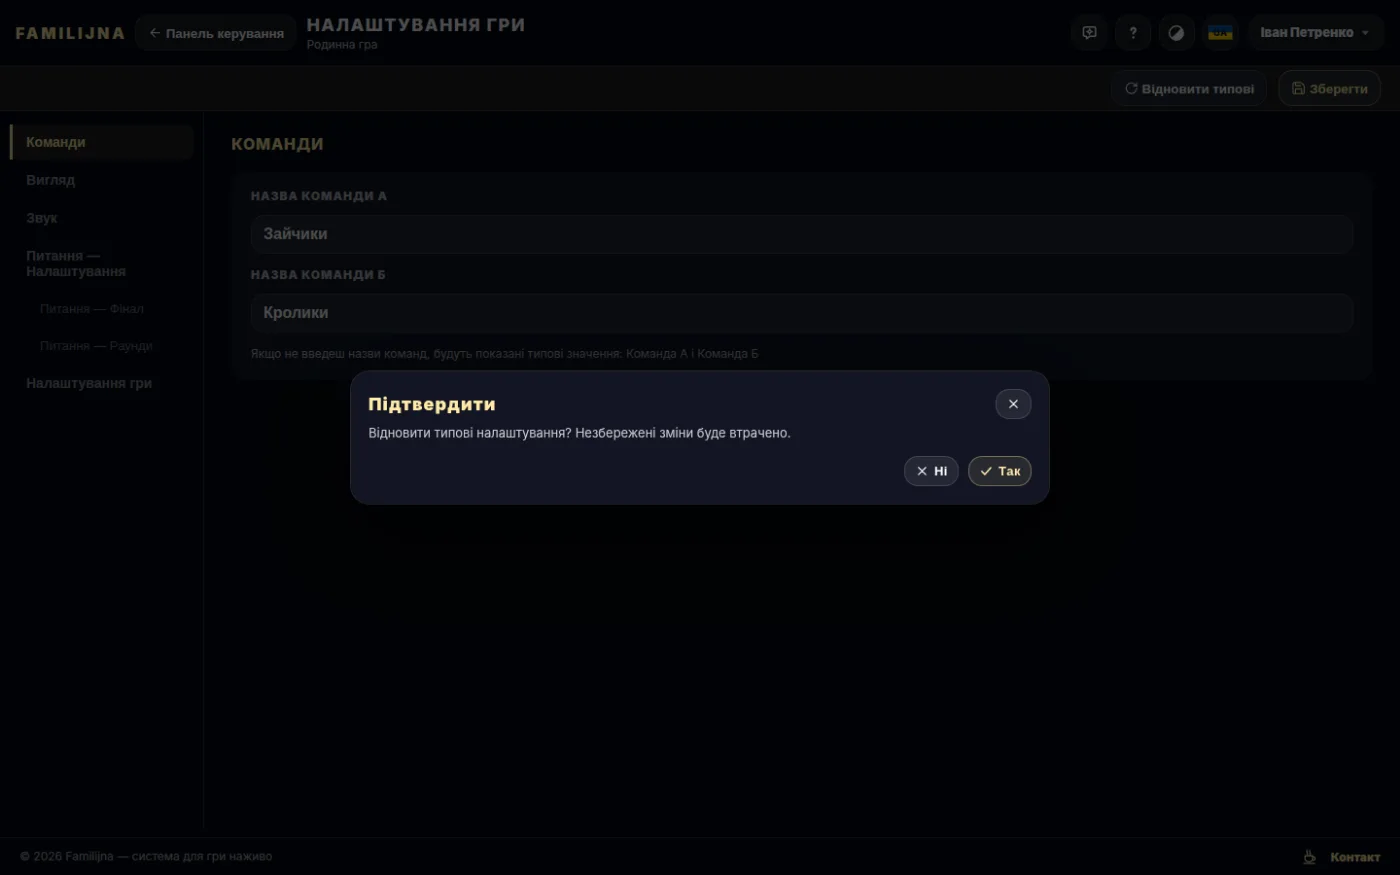 FAMILIJNA
Панель керування
НАЛАШТУВАННЯ ГРИ
Родинна гра
?
UA
Іван Петренко
Відновити типові
Зберегти
Команди
Вигляд
Звук
Питання —
Налаштування
Питання — Фінал
Питання — Раунди
Налаштування гри
КОМАНДИ
НАЗВА КОМАНДИ А
Зайчики
НАЗВА КОМАНДИ Б
Кролики
Якщо не введеш назви команд, будуть показані типові значення: Команда А і Команда Б
Підтвердити
Відновити типові налаштування? Незбережені зміни буде втрачено.
Ні
Так
© 2026 Familijna — система для гри наживо
Контакт